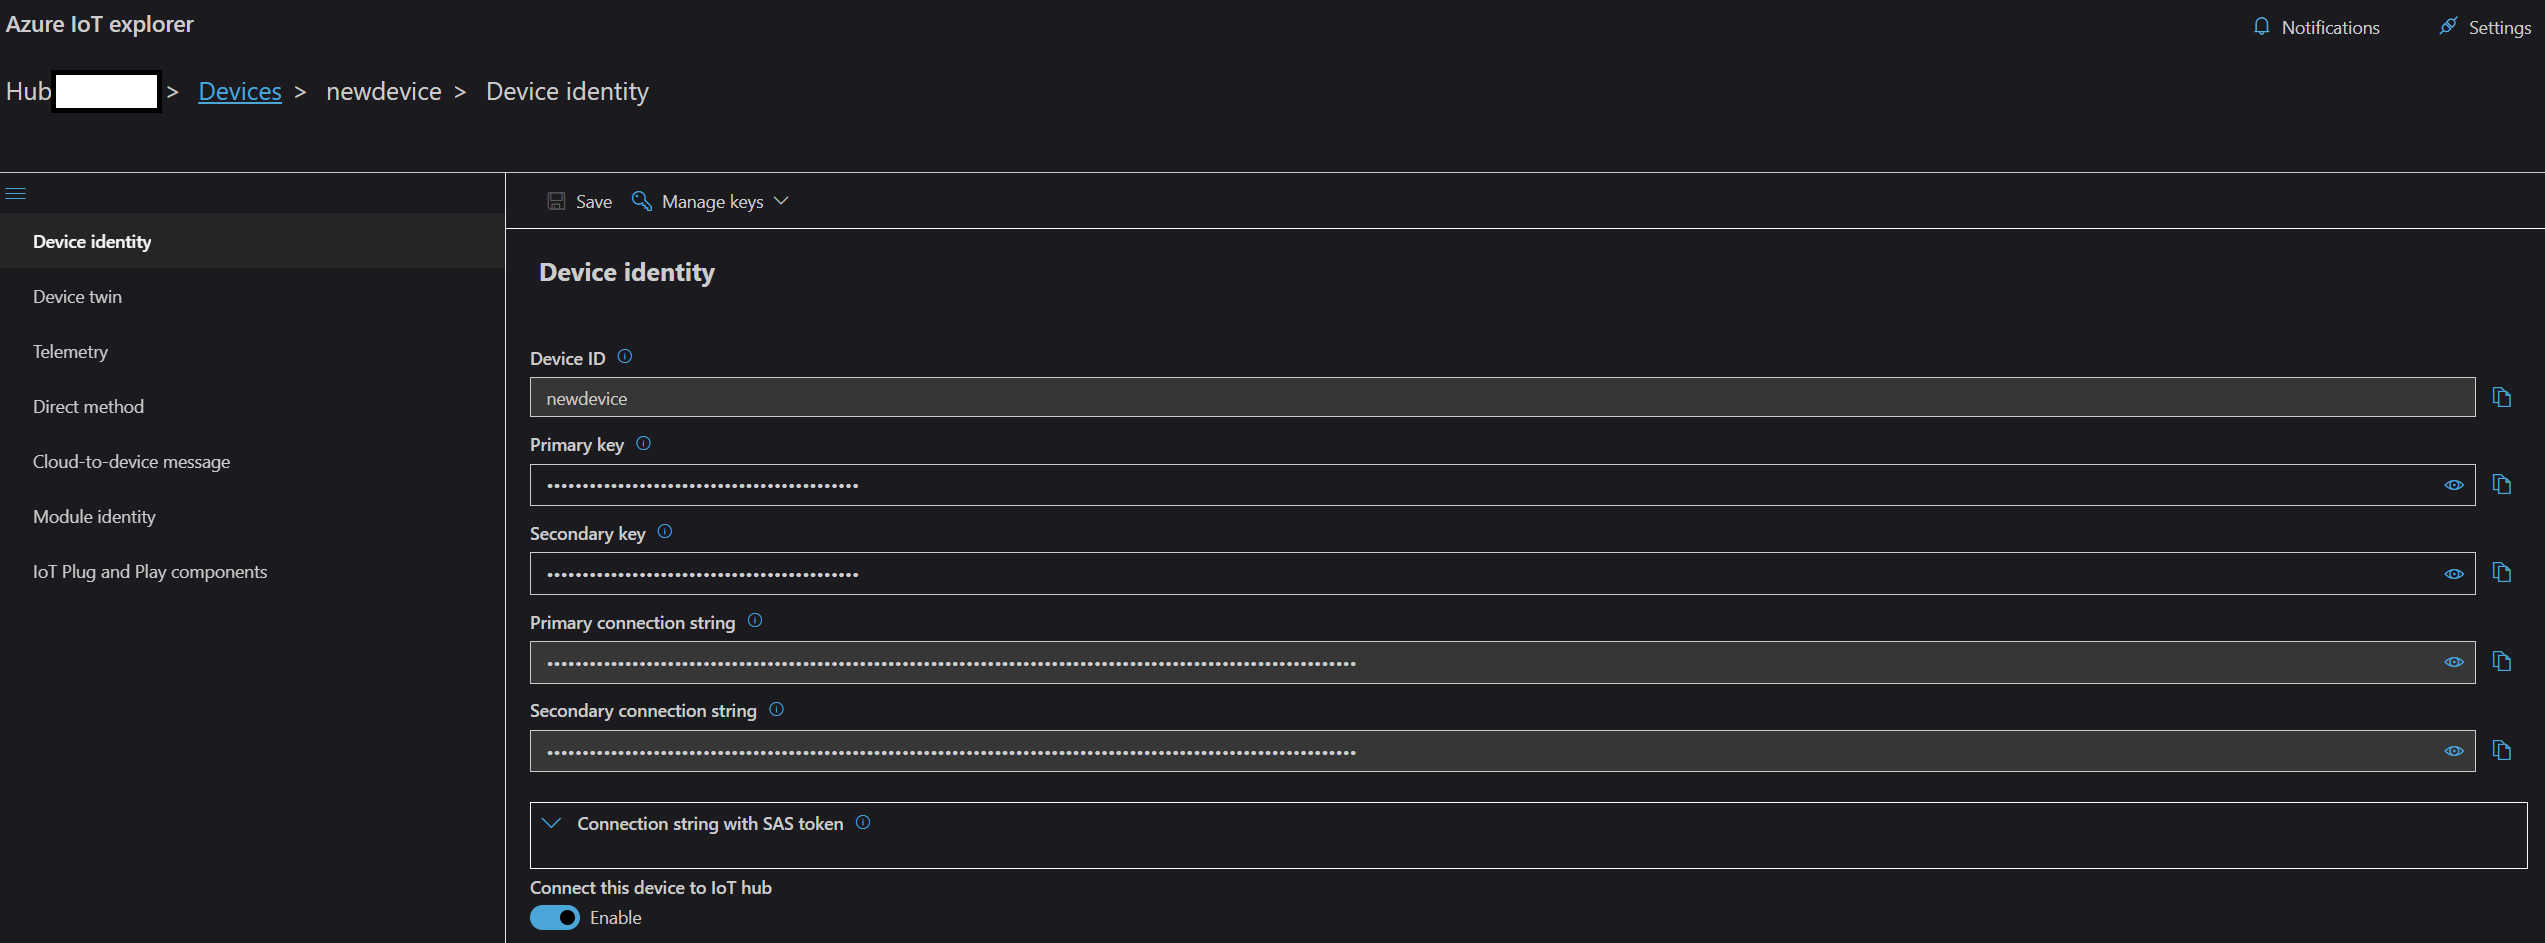 Azure IoT explorer
Notifications
Settings
Hub > Devices > newdevice > Device identity
Save
Manage keys
Device identity
Device twin
Telemetry
Direct method
Cloud-to-device message
Module identity
IoT Plug and Play components
Device identity
Device ID
newdevice
Primary key
Secondary key
Primary connection string
Secondary connection string
Connection string with SAS token
Connect this device to IoT hub
Enable